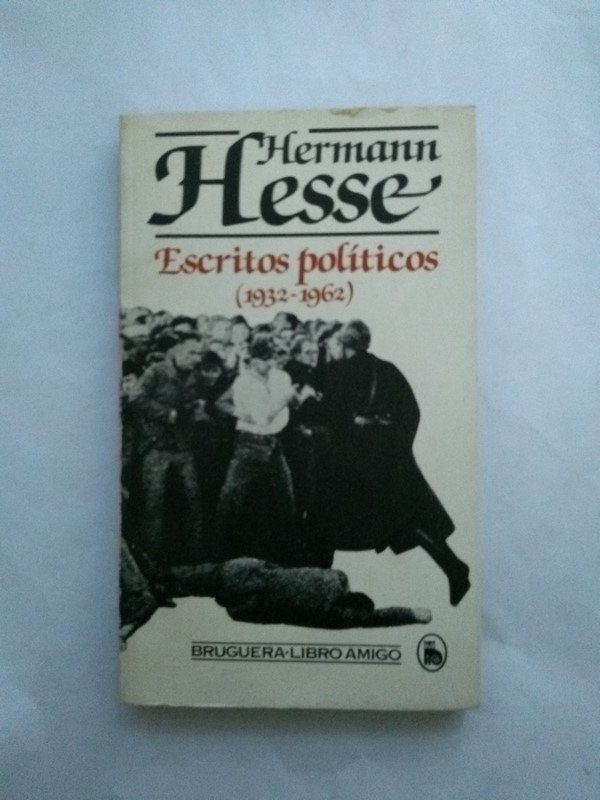 Hermann
Hesse
Escritos políticos
(1932-1962)
BRUGUERA·LIBRO AMIGO